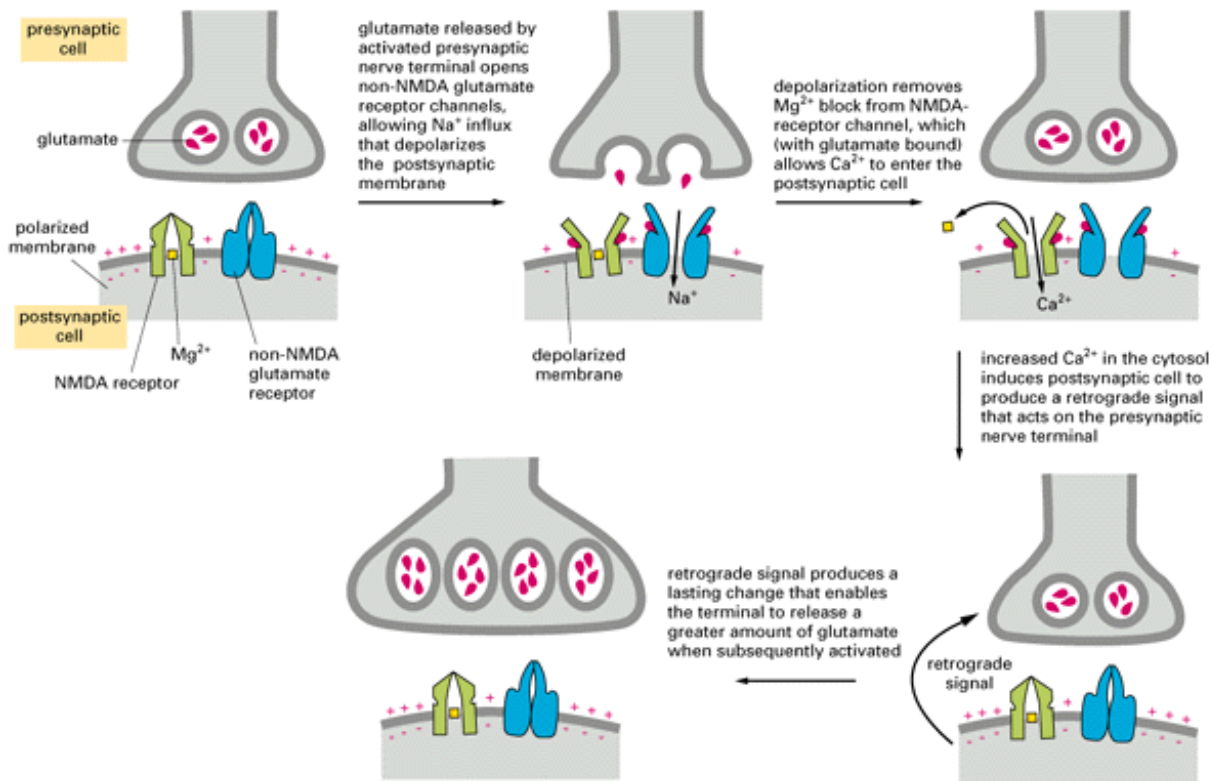 presynaptic
cell
glutamate
polarized
membrane
postsynaptic
cell
Mg²⁺
NMDA receptor
non-NMDA
glutamate
receptor
+ + +
+
+ +
- - -
-
- -
glutamate released by
activated presynaptic
nerve terminal opens
non-NMDA glutamate
receptor channels,
allowing Na⁺ influx
that depolarizes
the postsynaptic
membrane
+
+
+
-
-
-
Na⁺
depolarized
membrane
depolarization removes
Mg²⁺ block from NMDA-
receptor channel, which
(with glutamate bound)
allows Ca²⁺ to enter the
postsynaptic cell
+
+
+
-
-
-
Ca²⁺
increased Ca²⁺ in the cytosol
induces postsynaptic cell to
produce a retrograde signal
that acts on the presynaptic
nerve terminal
retrograde
signal
+ + +
+
+ +
- - -
-
- -
retrograde signal produces a
lasting change that enables
the terminal to release a
greater amount of glutamate
when subsequently activated
+ + +
+
+ +
- - -
-
- -